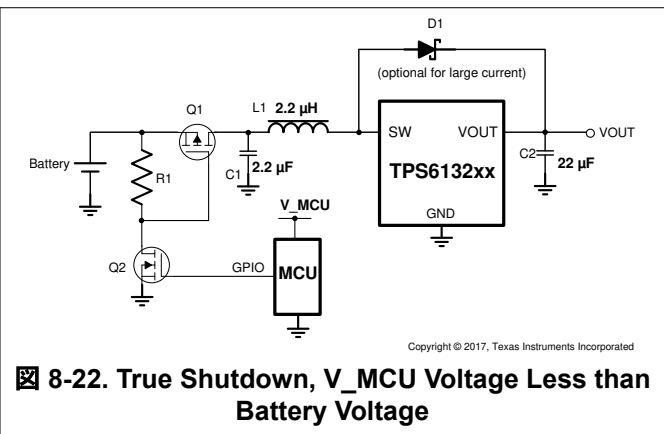 D1
(optional for large current)
Q1
L1 2.2 µH
SW VOUT
VOUT
Battery
R1
C1 2.2 µF
TPS6132xx
C2 22 µF
GND
V_MCU
Q2
GPIO
MCU
Copyright © 2017, Texas Instruments Incorporated
図 8-22. True Shutdown, V_MCU Voltage Less than
Battery Voltage